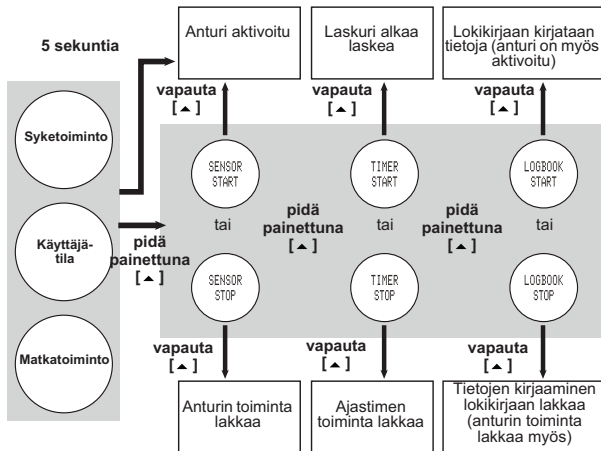 5 sekuntia
Anturi aktivoitu
Laskuri alkaa
laskea
Lokikirjaan kirjataan
tietoja (anturi on myös
aktivoitu)
vapauta
[▲]
vapauta
[▲]
vapauta
[▲]
Syketoiminto
Käyttäjä-
tila
Matkatoiminto
pidä
painettuna
[▲]
SENSOR
START
tai
SENSOR
STOP
pidä
painettuna
[▲]
TIMER
START
tai
TIMER
STOP
pidä
painettuna
[▲]
LOGBOOK
START
tai
LOGBOOK
STOP
vapauta
[▲]
vapauta
[▲]
vapauta
[▲]
Anturin toiminta
lakkaa
Ajastimen
toiminta lakkaa
Tietojen kirjaaminen
lokikirjaan lakkaa
(anturin toiminta
lakkaa myös)